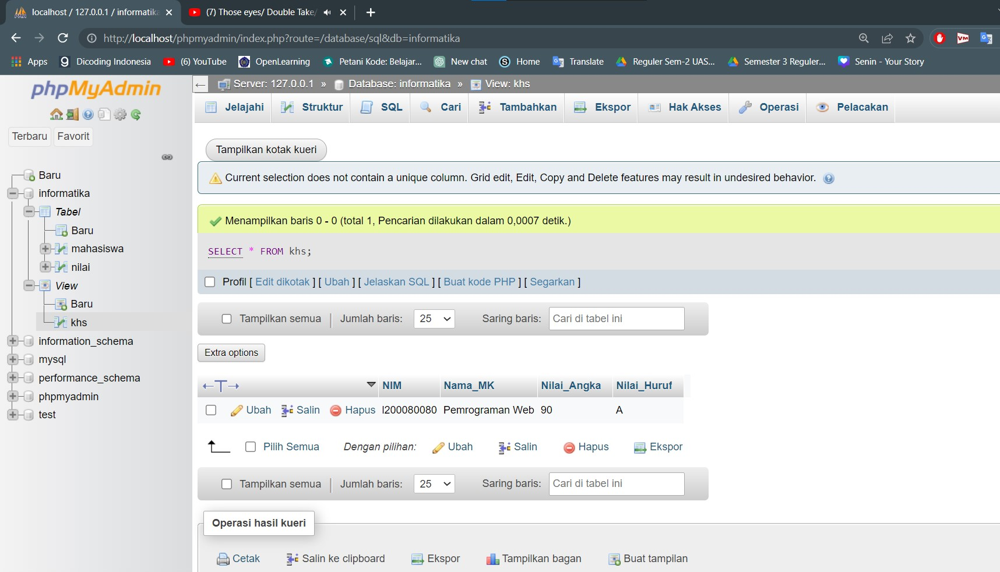 localhost / 127.0.0.1 / informatika
(7) Those eyes/ Double Take/
http://localhost/phpmyadmin/index.php?route=/database/sql&db=informatika
Apps Dicoding Indonesia (6) YouTube OpenLearning Petani Kode: Belajar... New chat Home Translate Reguler Sem-2 UAS... Semester 3 Reguler... Senin - Your Story
phpMyAdmin
Terbaru Favorit
Baru
informatika
Tabel
Baru
mahasiswa
nilai
View
Baru
khs
information_schema
mysql
performance_schema
phpmyadmin
test
Server: 127.0.0.1 » Database: informatika » View: khs
Jelajahi Struktur SQL Cari Tambahkan Ekspor Hak Akses Operasi Pelacakan
Tampilkan kotak kueri
Current selection does not contain a unique column. Grid edit, Edit, Copy and Delete features may result in undesired behavior.
Menampilkan baris 0 - 0 (total 1, Pencarian dilakukan dalam 0,0007 detik.)
SELECT * FROM khs;
Profil [ Edit dikotak ] [ Ubah ] [ Jelaskan SQL ] [ Buat kode PHP ] [ Segarkan ]
Tampilkan semua | Jumlah baris: 25 Saring baris: Cari di tabel ini
Extra options
←T→ NIM Nama_MK Nilai_Angka Nilai_Huruf
Ubah Salin Hapus l200080080 Pemrograman Web 90 A
Pilih Semua Dengan pilihan: Ubah Salin Hapus Ekspor
Tampilkan semua | Jumlah baris: 25 Saring baris: Cari di tabel ini
Operasi hasil kueri
Cetak Salin ke clipboard Ekspor Tampilkan bagan Buat tampilan